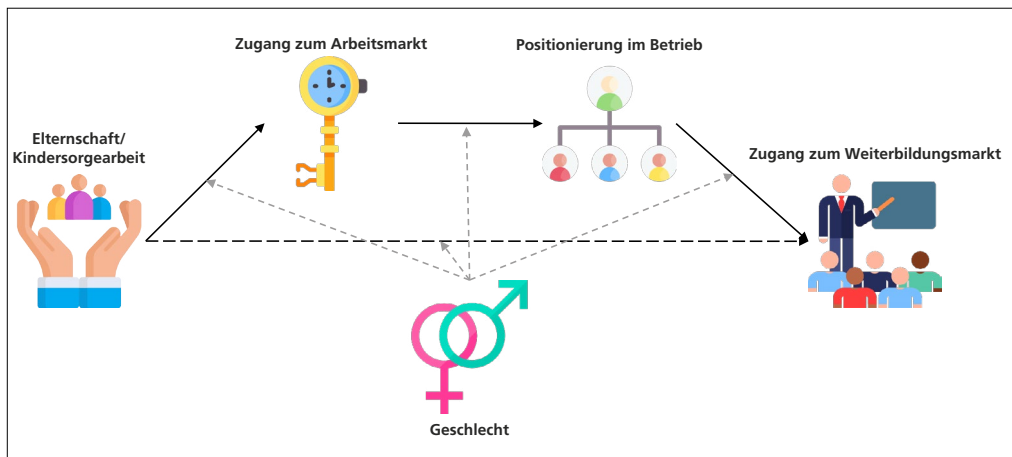 Zugang zum Arbeitsmarkt
Positionierung im Betrieb
Elternschaft/
Kindersorgearbeit
Zugang zum Weiterbildungsmarkt
Geschlecht